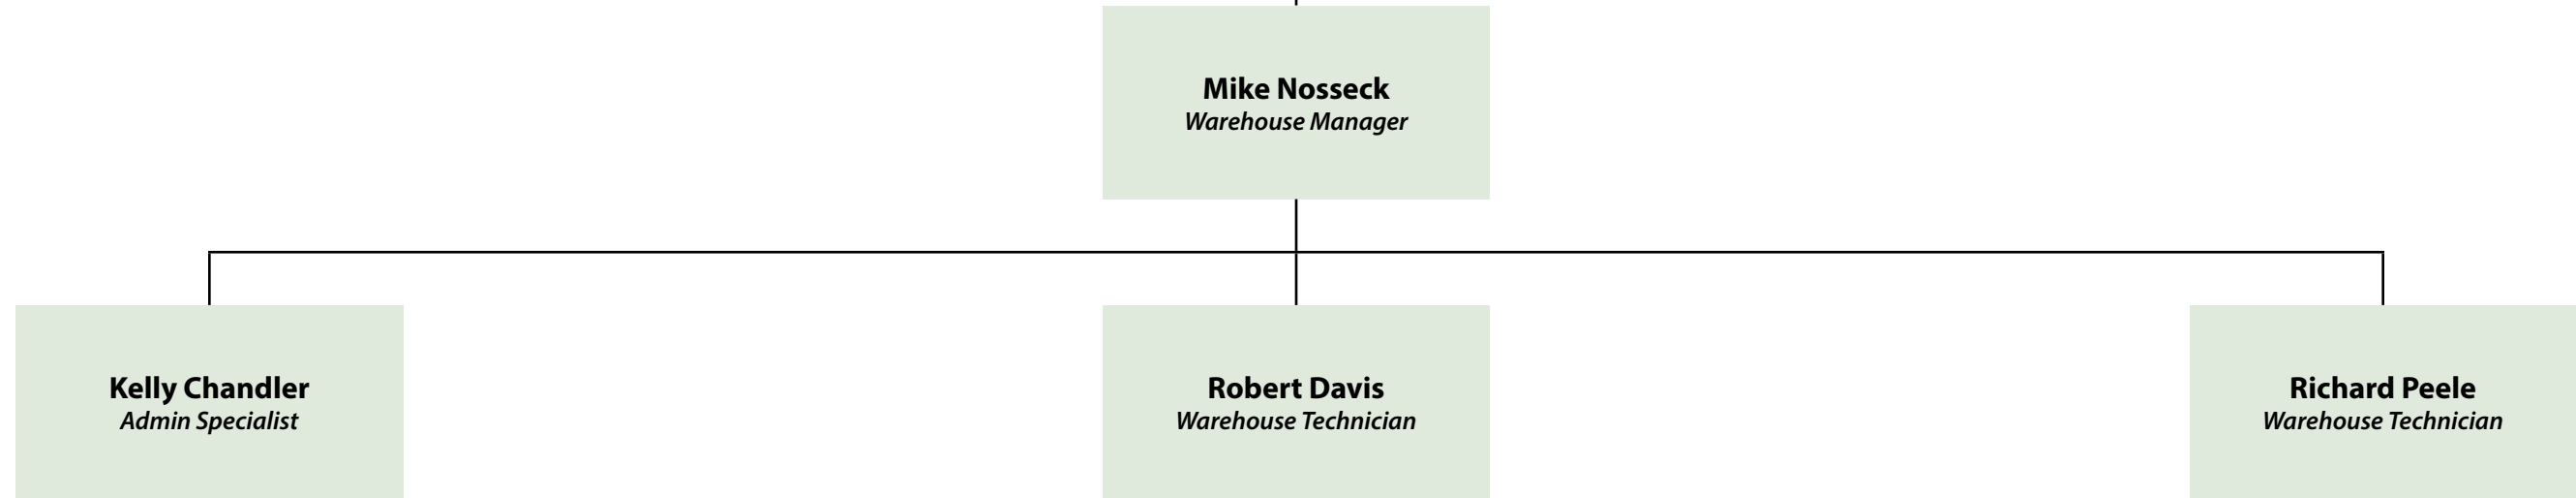 Mike Nosseck
Warehouse Manager
Kelly Chandler
Admin Specialist
Robert Davis
Warehouse Technician
Richard Peele
Warehouse Technician